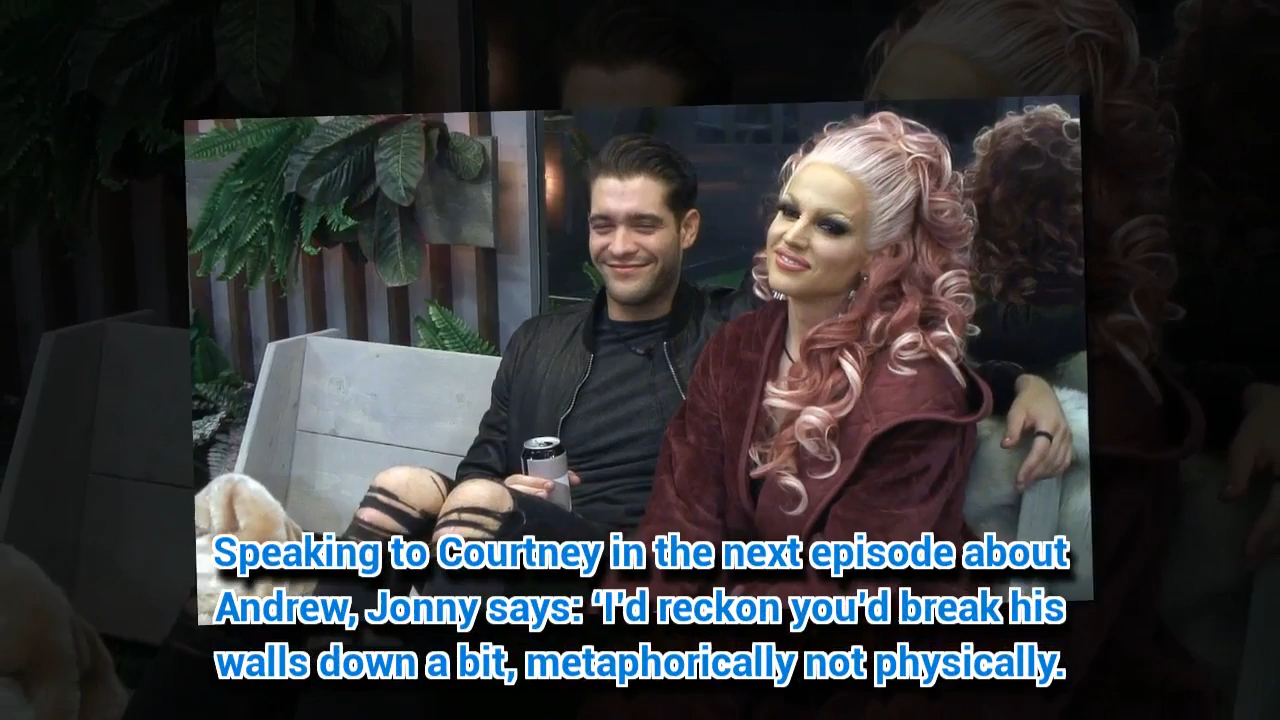 Speaking to Courtney in the next episode about
Andrew, Jonny says: ‘I’d reckon you’d break his
walls down a bit, metaphorically not physically.